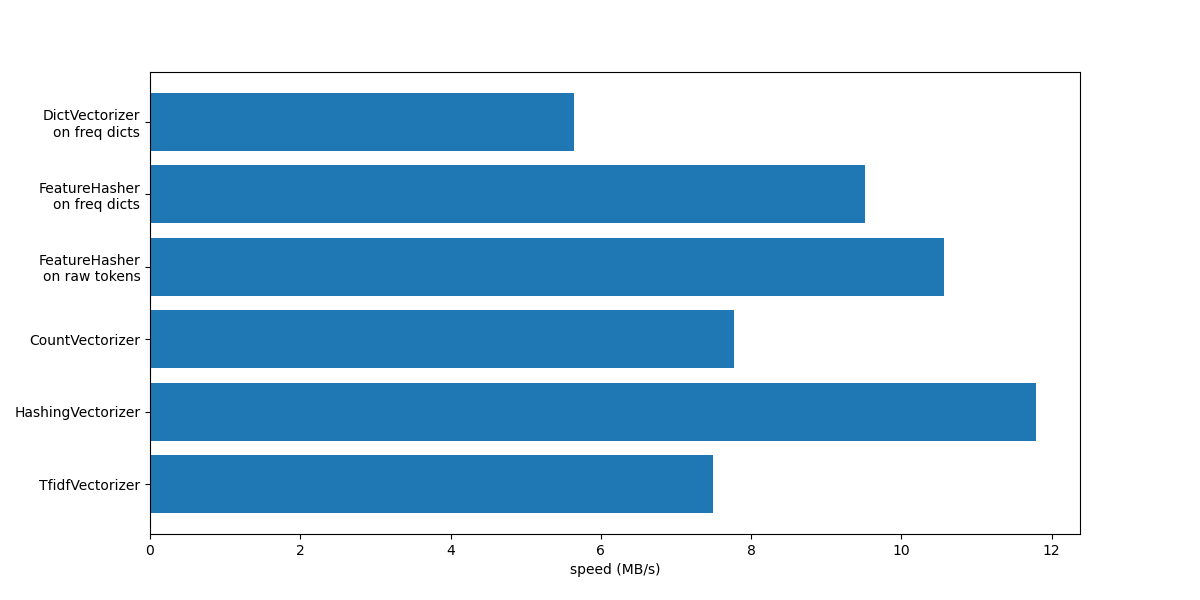 DictVectorizer
on freq dicts
FeatureHasher
on freq dicts
FeatureHasher
on raw tokens
CountVectorizer
HashingVectorizer
TfidfVectorizer
0 2 4 6 8 10 12
speed (MB/s)